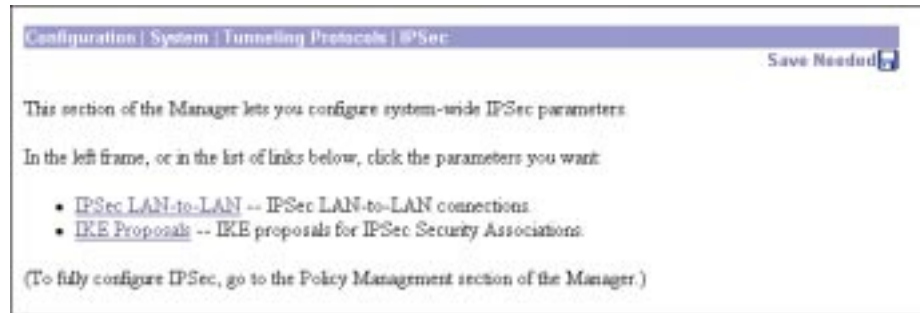 Configuration | System | Tunneling Protocols | IPSec
Save Needed
This section of the Manager lets you configure system-wide IPSec parameters.
In the left frame, or in the list of links below, click the parameters you want:
• IPSec LAN-to-LAN -- IPSec LAN-to-LAN connections.
• IKE Proposals -- IKE proposals for IPSec Security Associations.
(To fully configure IPSec, go to the Policy Management section of the Manager.)